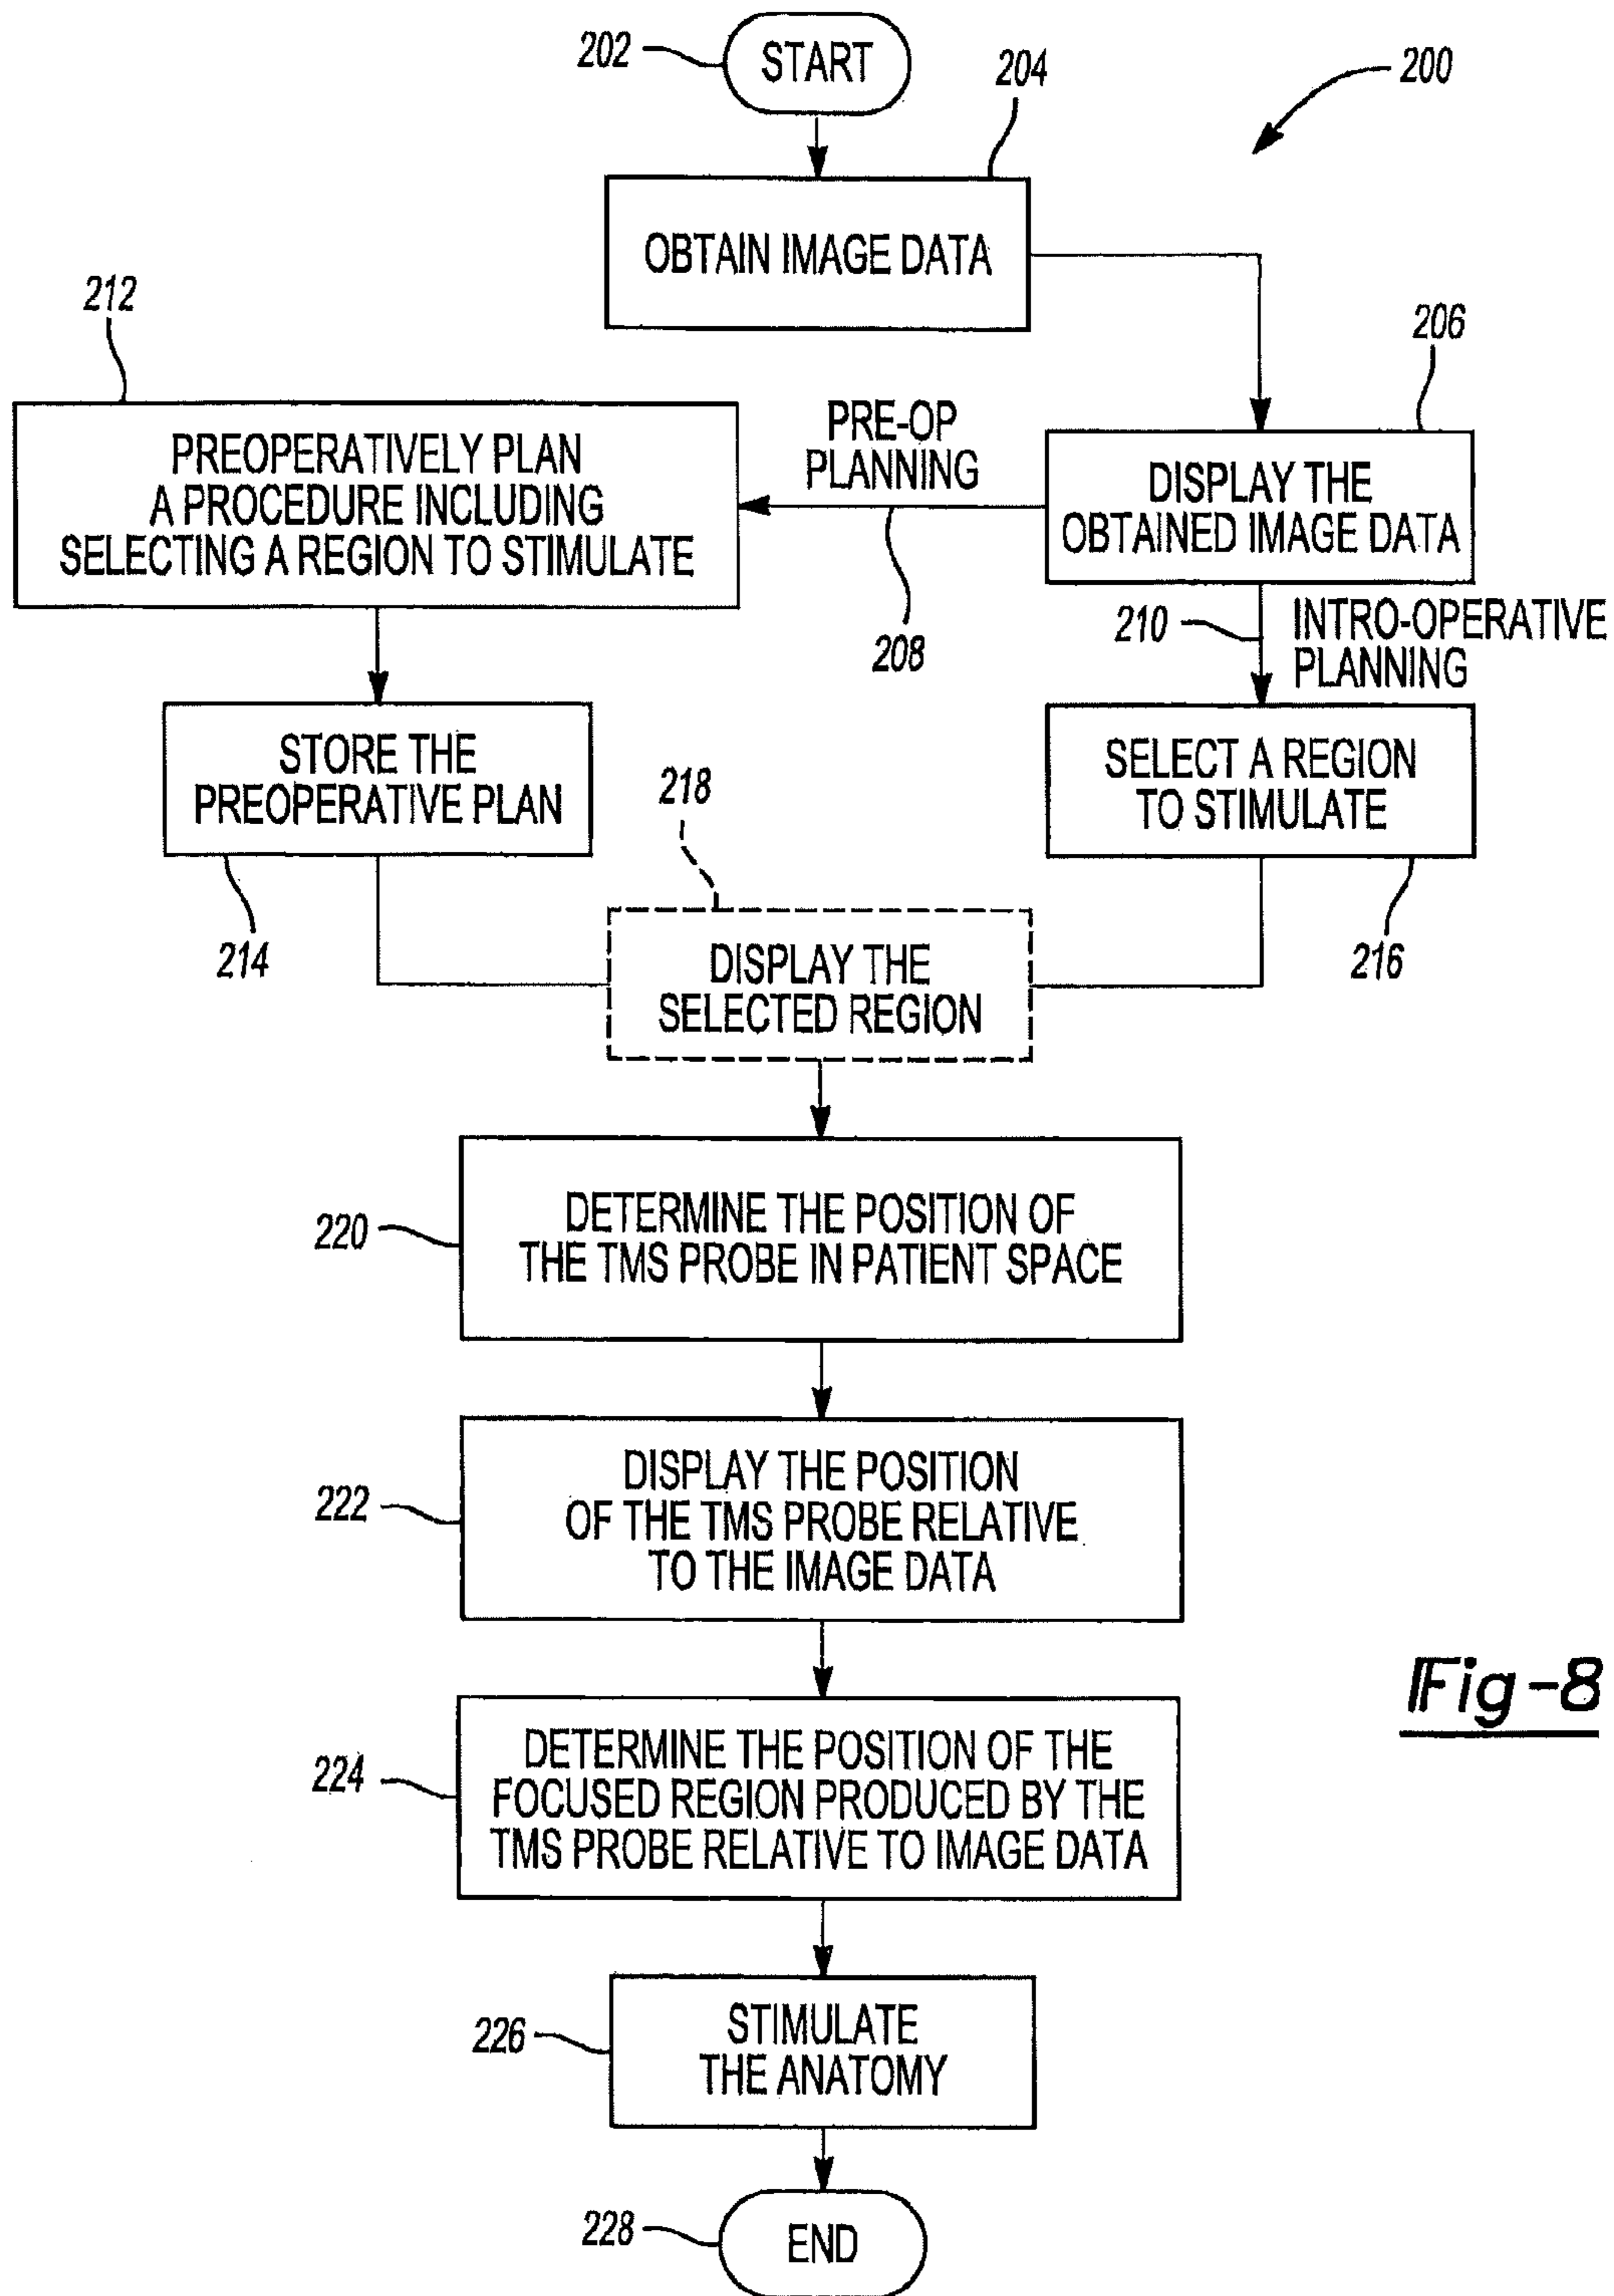 202
START
204
200
OBTAIN IMAGE DATA
212
206
PREOPERATIVELY PLAN
A PROCEDURE INCLUDING
SELECTING A REGION TO STIMULATE
PRE-OP
PLANNING
208
DISPLAY THE
OBTAINED IMAGE DATA
210
INTRO-OPERATIVE
PLANNING
STORE THE
PREOPERATIVE PLAN
214
SELECT A REGION
TO STIMULATE
216
218
DISPLAY THE
SELECTED REGION
220
DETERMINE THE POSITION OF
THE TMS PROBE IN PATIENT SPACE
222
DISPLAY THE POSITION
OF THE TMS PROBE RELATIVE
TO THE IMAGE DATA
224
DETERMINE THE POSITION OF THE
FOCUSED REGION PRODUCED BY THE
TMS PROBE RELATIVE TO IMAGE DATA
Fig-8
226
STIMULATE
THE ANATOMY
228
END